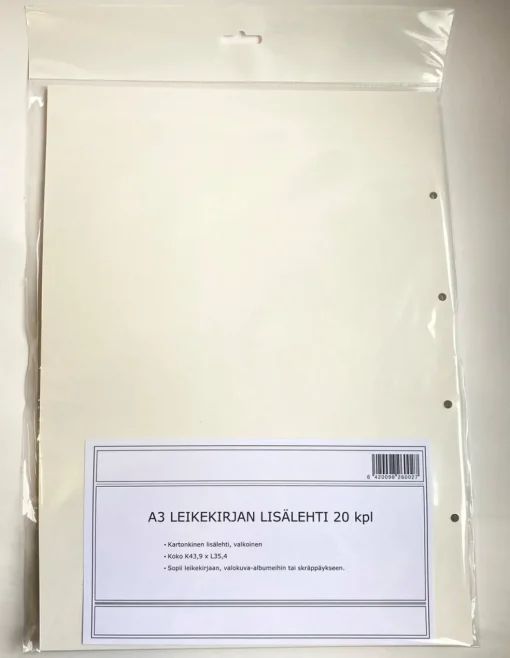 6 420099 260027
A3 LEIKEKIRJAN LISÄLEHTI 20 kpl
• Kartonkinen lisälehti, valkoinen
• Koko K43,9 x L35,4
• Sopii leikekirjaan, valokuva-albumeihin tai skräppäykseen.